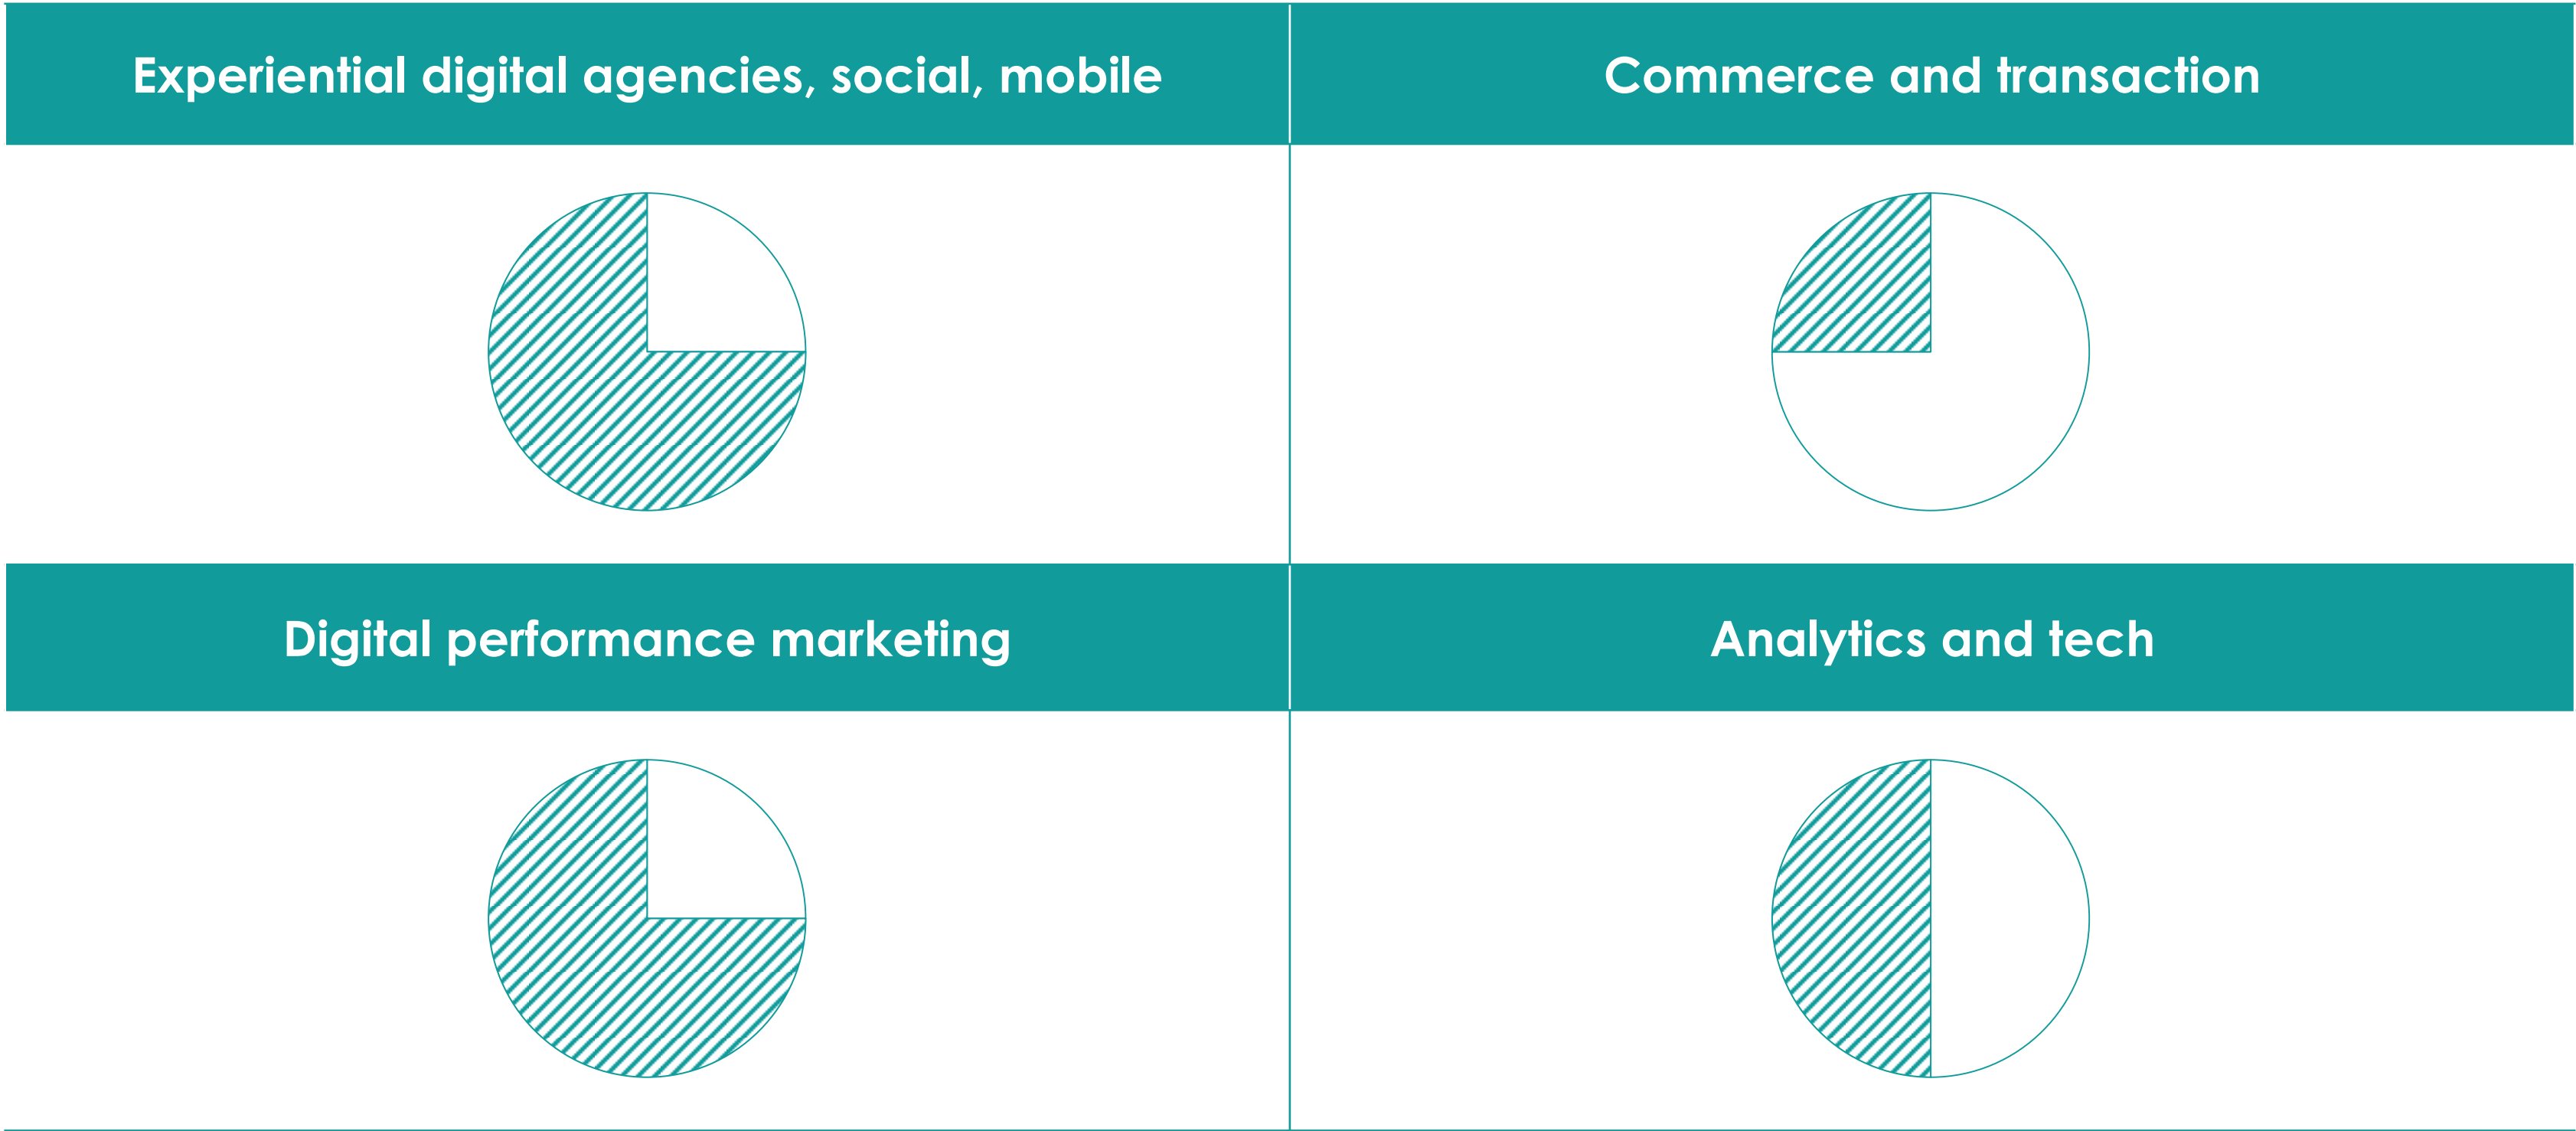 Experiential digital agencies, social, mobile
Commerce and transaction
Digital performance marketing
Analytics and tech